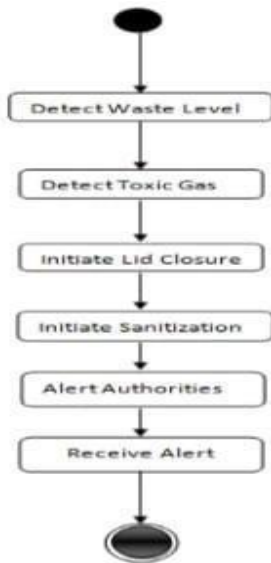 Detect Waste Level
Detect Toxic Gas
Initiate Lid Closure
Initiate Sanitization
Alert Authorities
Receive Alert